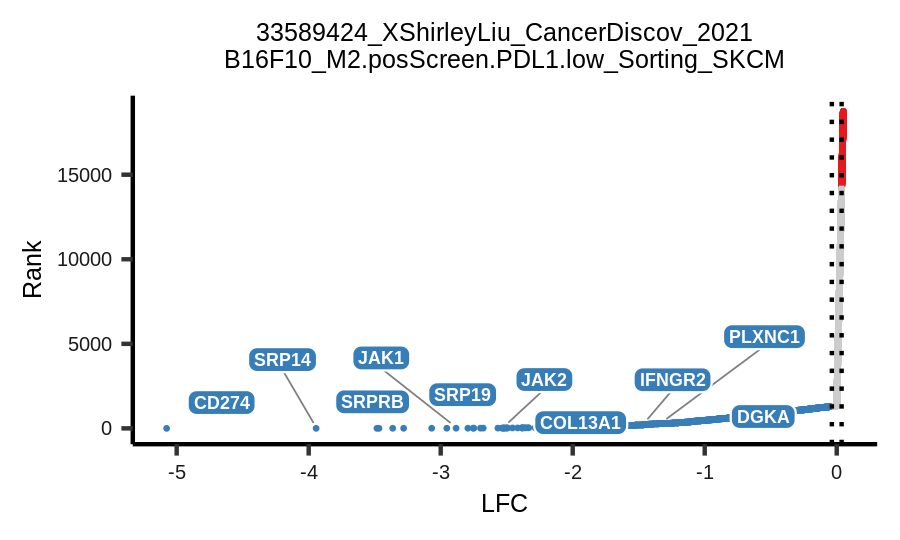 33589424_XShirleyLiu_CancerDiscov_2021
B16F10_M2.posScreen.PDL1.low_Sorting_SKCM
Rank
15000
10000
5000
0
PLXNC1
SRP14
JAK1
JAK2
IFNGR2
CD274
SRPRB
SRP19
COL13A1
DGKA
-5
-4
-3
-2
-1
0
LFC